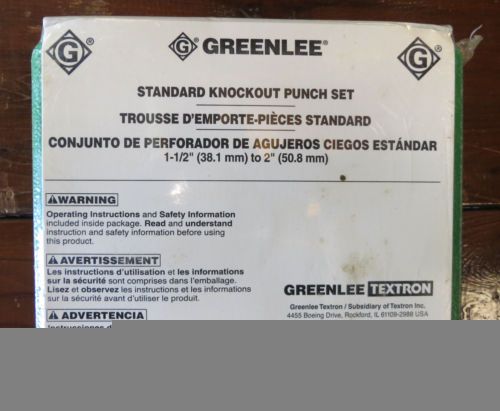 G®
G® GREENLEE®
G®
STANDARD KNOCKOUT PUNCH SET
TROUSSE D'EMPORTE-PIÈCES STANDARD
CONJUNTO DE PERFORADOR DE AGUJEROS CIEGOS ESTÁNDAR
1-1/2" (38.1 mm) to 2" (50.8 mm)
WARNING
Operating Instructions and Safety Information
included inside package. Read and understand
instruction and safety information before using
this product.
AVERTISSEMENT
Les instructions d'utilisation et les informations
sur la sécurité sont comprises dans l'emballage.
Lisez et observez les instructions et les informations
sur la sécurité avant d'utiliser le produit.
ADVERTENCIA
GREENLEE TEXTRON
Greenlee Textron / Subsidiary of Textron Inc.
4455 Boeing Drive, Rockford, IL 61109-2988 USA